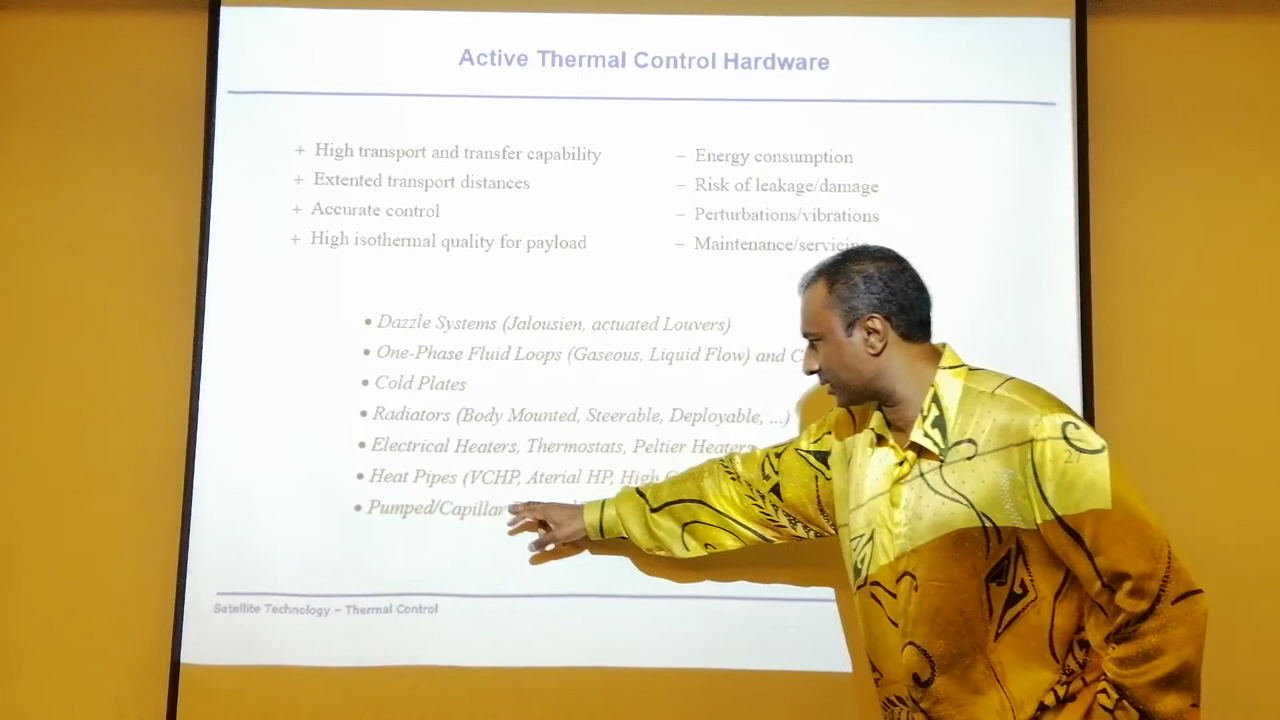 Active Thermal Control Hardware
+ High transport and transfer capability
+ Extented transport distances
+ Accurate control
+ High isothermal quality for payload
– Energy consumption
– Risk of leakage/damage
– Perturbations/vibrations
– Maintenance/servicing
• Dazzle Systems (Jalousien, actuated Louvers)
• One-Phase Fluid Loops (Gaseous, Liquid Flow) and
• Cold Plates
• Radiators (Body Mounted, Steerable, Deployable, ...)
• Electrical Heaters, Thermostats, Peltier Heaters
• Heat Pipes (VCHP, Aterial HP, High
• Pumped/Capillar
Satellite Technology – Thermal Control